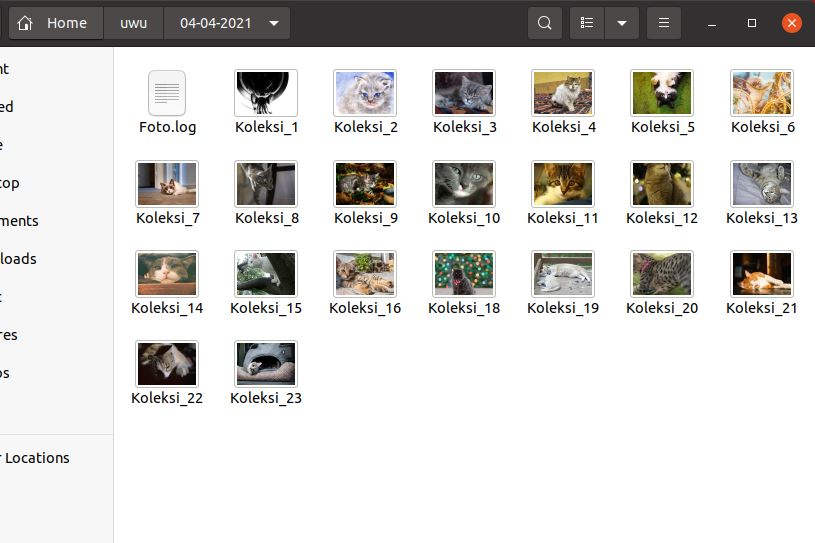 Home uwu 04-04-2021
nt
ed
e
top
ments
loads
t
res
os
r Locations
Foto.log Koleksi_1 Koleksi_2 Koleksi_3 Koleksi_4 Koleksi_5 Koleksi_6
Koleksi_7 Koleksi_8 Koleksi_9 Koleksi_10 Koleksi_11 Koleksi_12 Koleksi_13
Koleksi_14 Koleksi_15 Koleksi_16 Koleksi_18 Koleksi_19 Koleksi_20 Koleksi_21
Koleksi_22 Koleksi_23